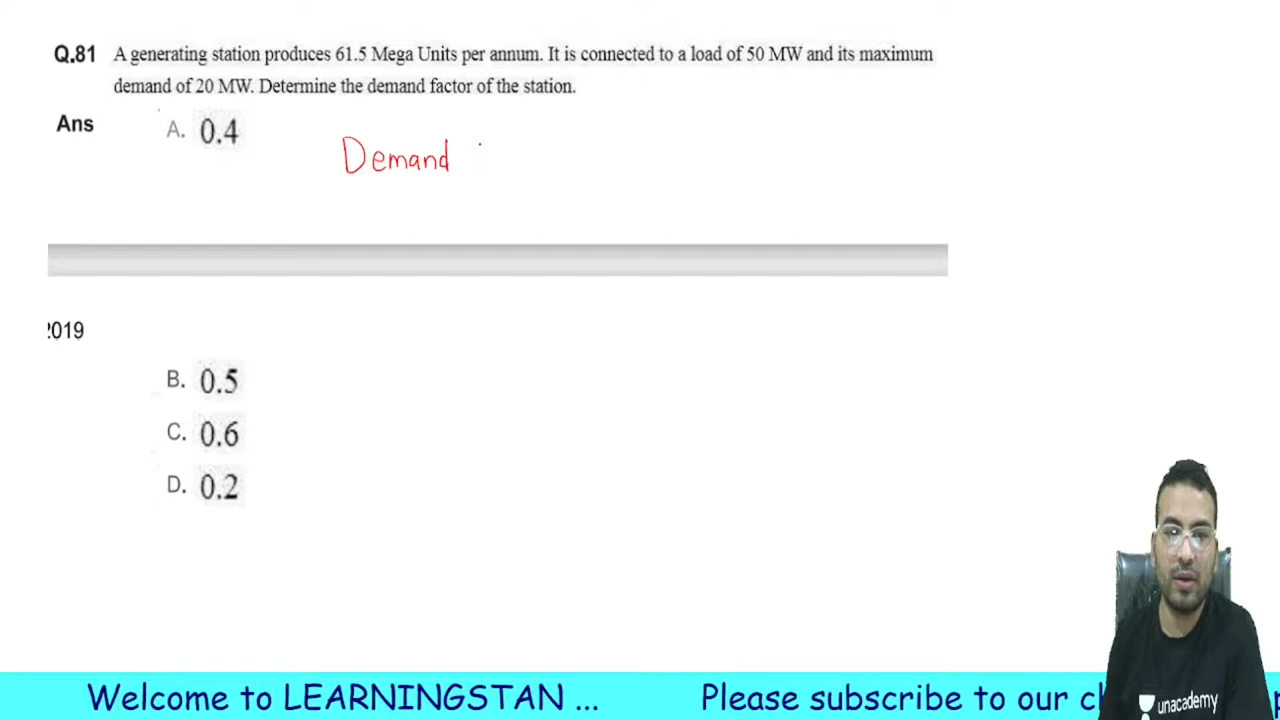 Q.81 A generating station produces 61.5 Mega Units per annum. It is connected to a load of 50 MW and its maximum
demand of 20 MW. Determine the demand factor of the station.
Ans A. 0.4
Demand
2019
B. 0.5
C. 0.6
D. 0.2
unacademy
Welcome to LEARNINGSTAN ... Please subscribe to our